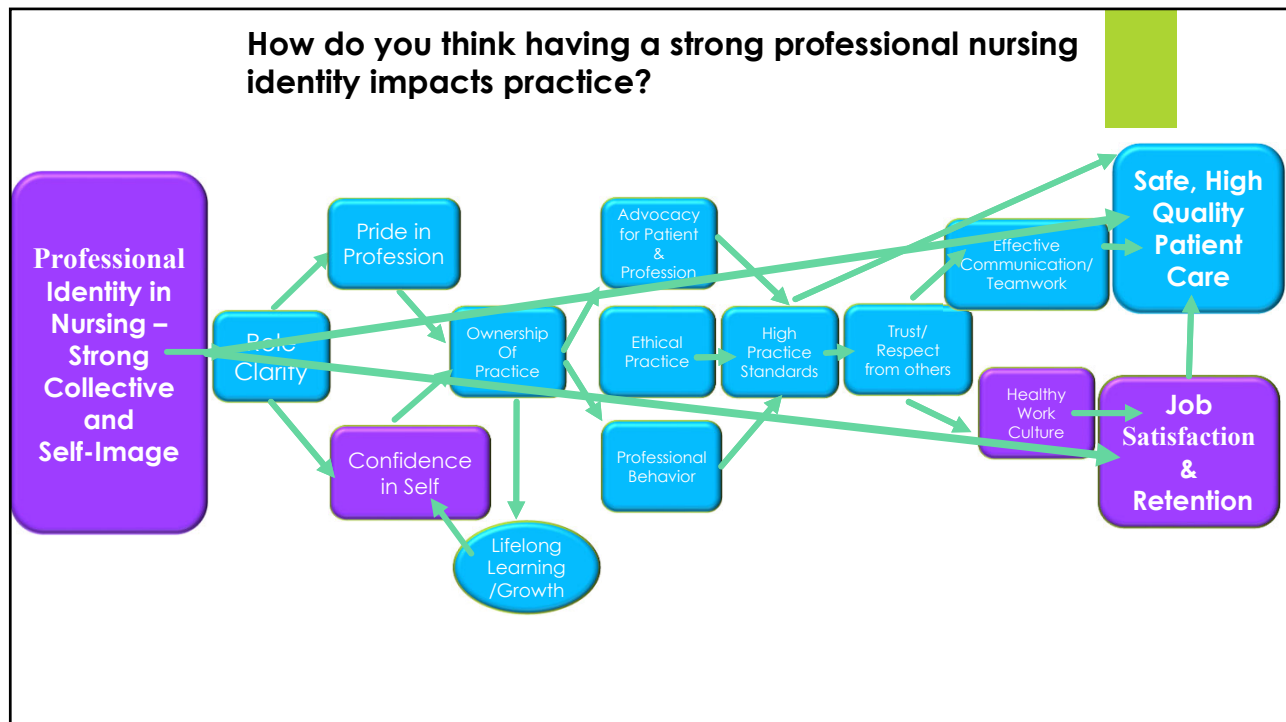 How do you think having a strong professional nursing
identity impacts practice?
Professional
Identity in
Nursing –
Strong
Collective
and
Self-Image
Role
Clarity
Pride in
Profession
Confidence
in Self
Ownership
Of
Practice
Lifelong
Learning
/Growth
Advocacy
for Patient
&
Profession
Ethical
Practice
Professional
Behavior
High
Practice
Standards
Trust/
Respect
from others
Effective
Communication/
Teamwork
Healthy
Work
Culture
Safe, High
Quality
Patient
Care
Job
Satisfaction
&
Retention